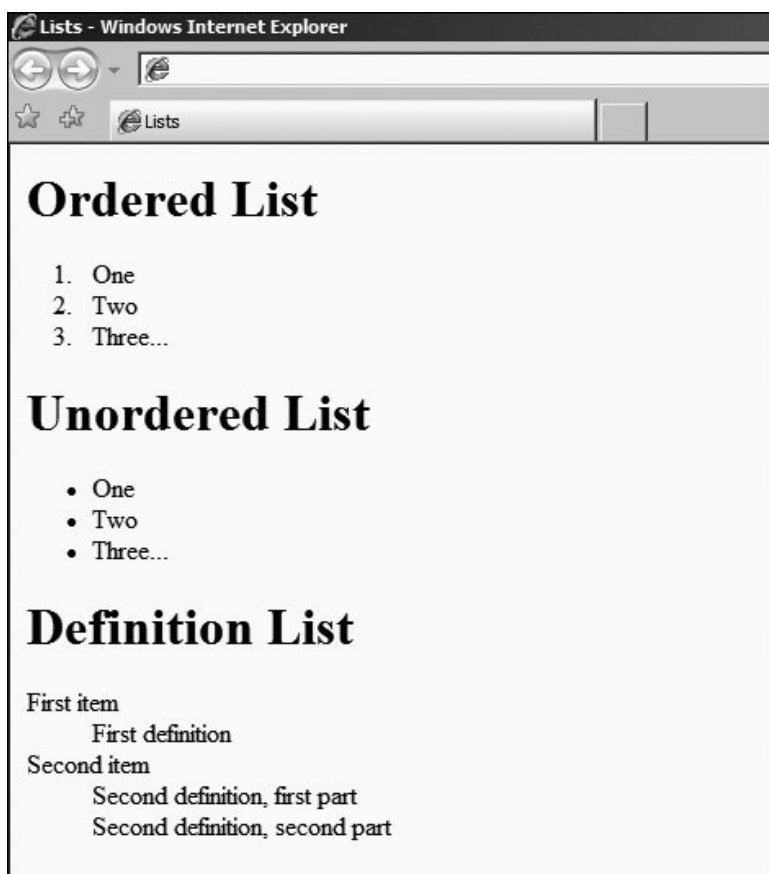 Lists - Windows Internet Explorer
Lists
Ordered List
1. One
2. Two
3. Three...
Unordered List
• One
• Two
• Three...
Definition List
First item
First definition
Second item
Second definition, first part
Second definition, second part